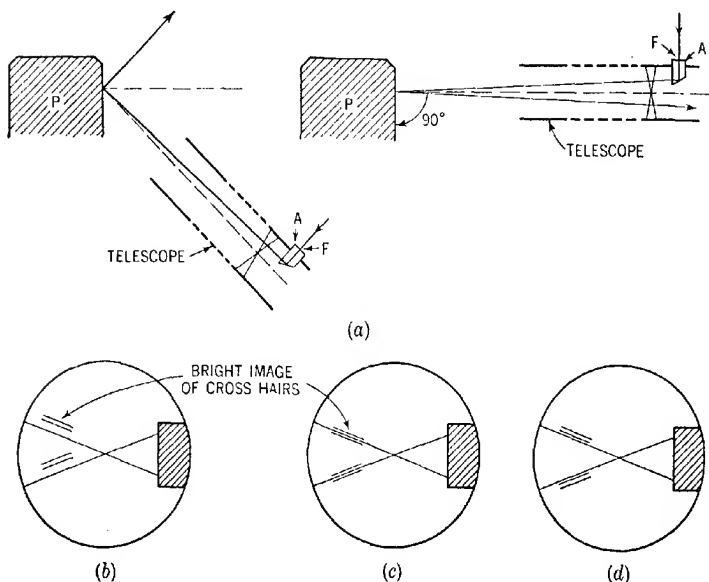 P
TELESCOPE
A
F
P
90°
F
A
TELESCOPE
(a)
BRIGHT IMAGE
OF CROSS HAIRS
(b)
(c)
(d)